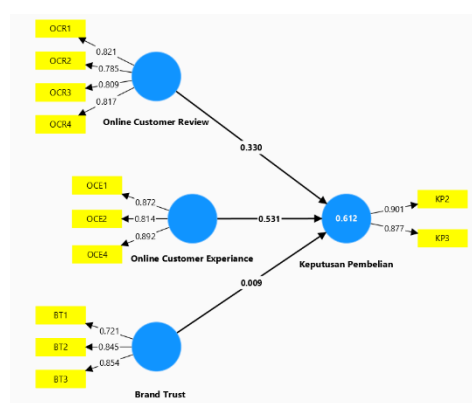 OCR1
0.821
OCR2
0.785
OCR3
0.809
OCR4
0.817
Online Customer Review
0.330
OCE1
0.872
OCE2
0.814
OCE4
0.892
Online Customer Experience
0.531
0.612
Keputusan Pembelian
0.901
KP2
0.877
KP3
0.009
BT1
0.721
BT2
0.845
BT3
0.854
Brand Trust